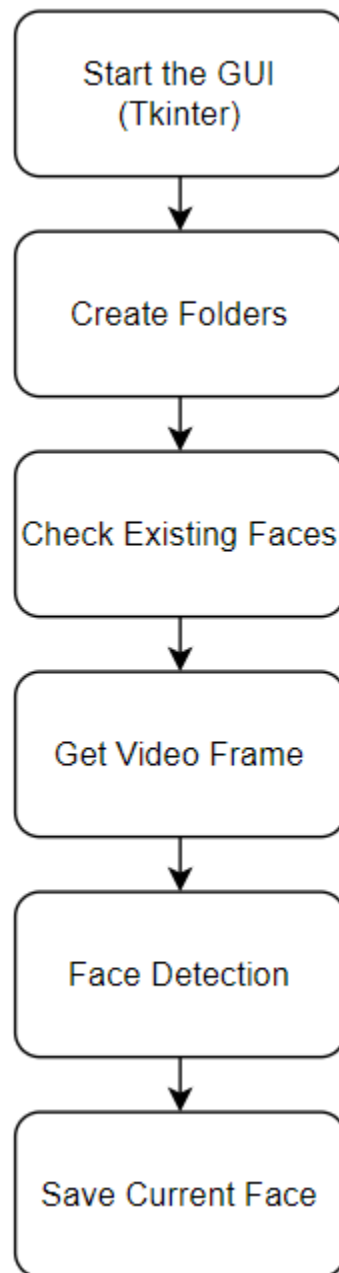 Start the GUI
(Tkinter)
Create Folders
Check Existing Faces
Get Video Frame
Face Detection
Save Current Face